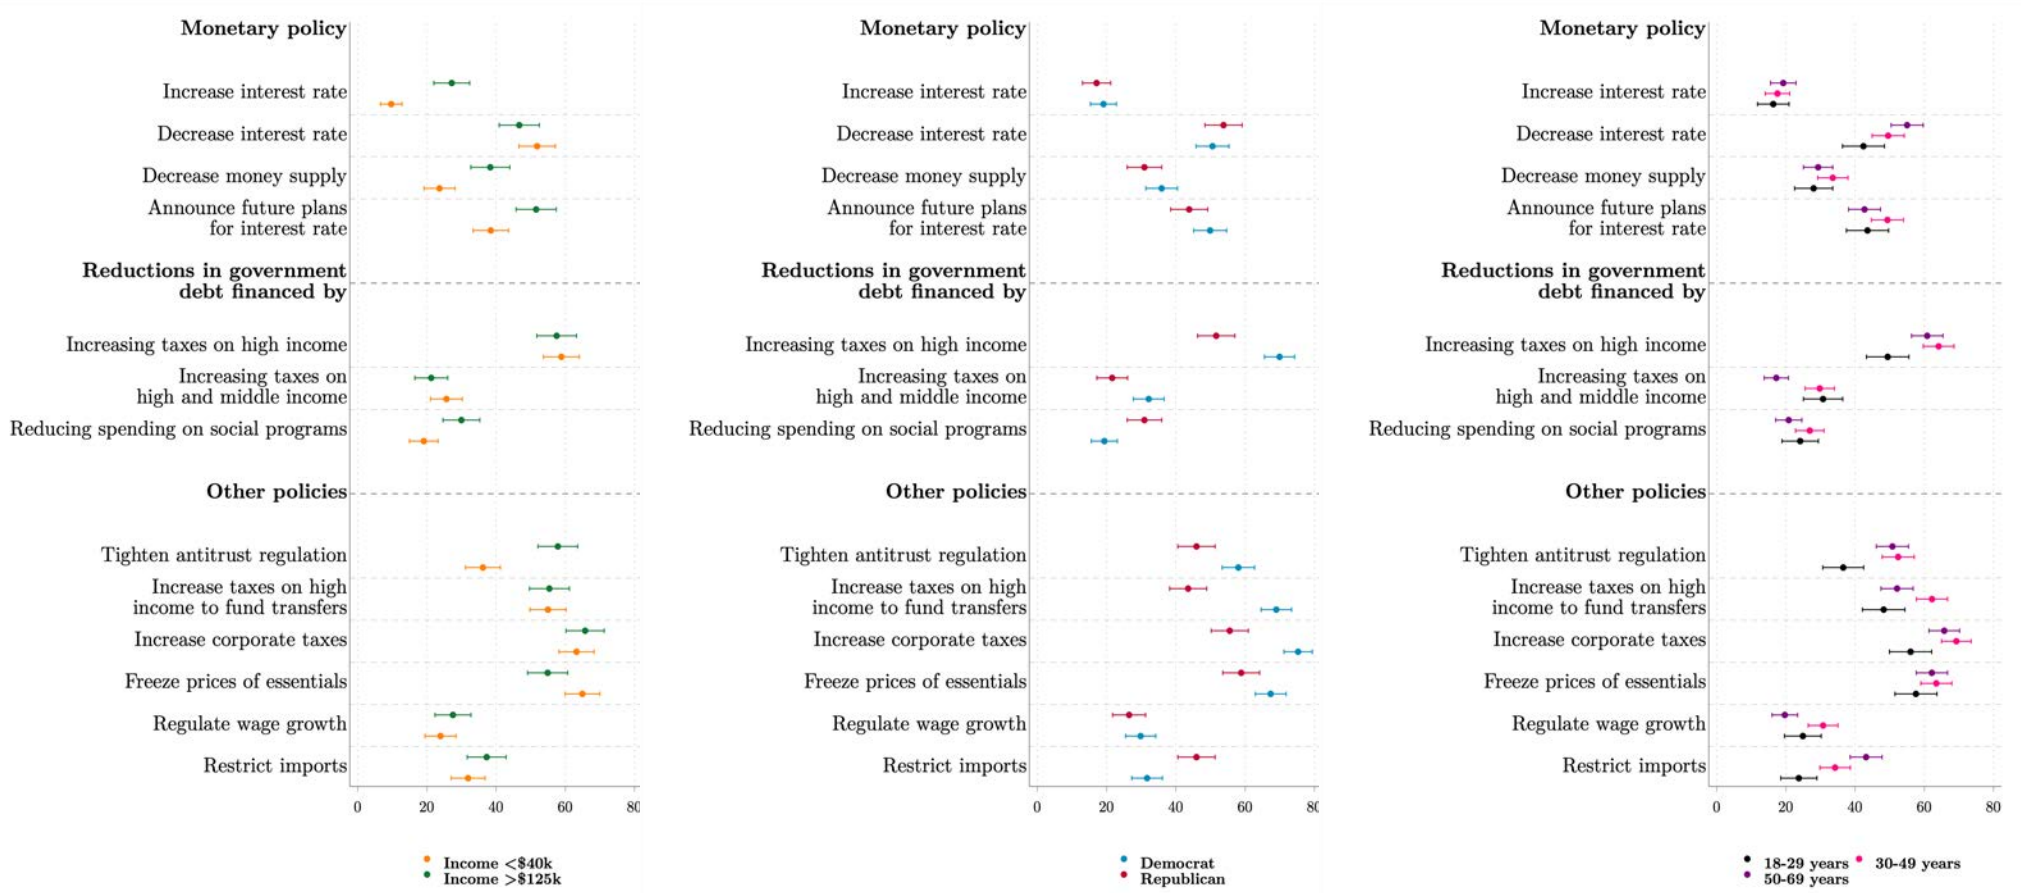 Monetary policy
Increase interest rate
Decrease interest rate
Decrease money supply
Announce future plans
for interest rate
Reductions in government
debt financed by
Increasing taxes on high income
Increasing taxes on
high and middle income
Reducing spending on social programs
Other policies
Tighten antitrust regulation
Increase taxes on high
income to fund transfers
Increase corporate taxes
Freeze prices of essentials
Regulate wage growth
Restrict imports
0 20 40 60 80
Income <$40k
Income >$125k
Monetary policy
Increase interest rate
Decrease interest rate
Decrease money supply
Announce future plans
for interest rate
Reductions in government
debt financed by
Increasing taxes on high income
Increasing taxes on
high and middle income
Reducing spending on social programs
Other policies
Tighten antitrust regulation
Increase taxes on high
income to fund transfers
Increase corporate taxes
Freeze prices of essentials
Regulate wage growth
Restrict imports
0 20 40 60 80
Democrat
Republican
Monetary policy
Increase interest rate
Decrease interest rate
Decrease money supply
Announce future plans
for interest rate
Reductions in government
debt financed by
Increasing taxes on high income
Increasing taxes on
high and middle income
Reducing spending on social programs
Other policies
Tighten antitrust regulation
Increase taxes on high
income to fund transfers
Increase corporate taxes
Freeze prices of essentials
Regulate wage growth
Restrict imports
0 20 40 60 80
18-29 years 30-49 years
50-69 years